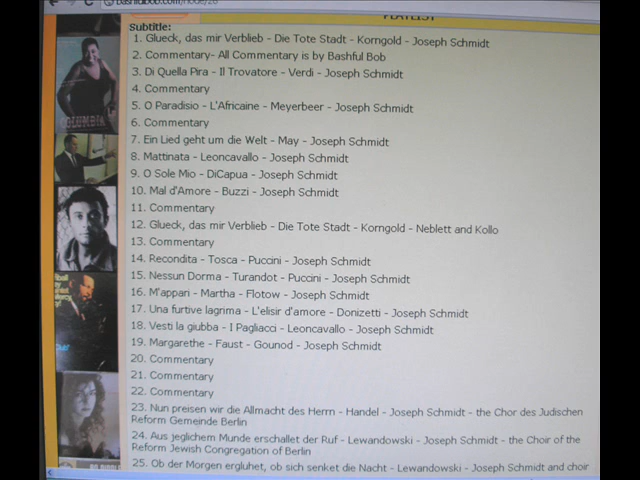 bashfulbob.com/node/26
PLAYLIST
Subtitle:
1. Glueck, das mir Verblieb - Die Tote Stadt - Korngold - Joseph Schmidt
2. Commentary- All Commentary is by Bashful Bob
3. Di Quella Pira - Il Trovatore - Verdi - Joseph Schmidt
4. Commentary
5. O Paradisio - L'Africaine - Meyerbeer - Joseph Schmidt
6. Commentary
7. Ein Lied geht um die Welt - May - Joseph Schmidt
8. Mattinata - Leoncavallo - Joseph Schmidt
9. O Sole Mio - DiCapua - Joseph Schmidt
10. Mal d'Amore - Buzzi - Joseph Schmidt
11. Commentary
12. Glueck, das mir Verblieb - Die Tote Stadt - Korngold - Neblett and Kollo
13. Commentary
14. Recondita - Tosca - Puccini - Joseph Schmidt
15. Nessun Dorma - Turandot - Puccini - Joseph Schmidt
16. M'appari - Martha - Flotow - Joseph Schmidt
17. Una furtive lagrima - L'elisir d'amore - Donizetti - Joseph Schmidt
18. Vesti la giubba - I Pagliacci - Leoncavallo - Joseph Schmidt
19. Margarethe - Faust - Gounod - Joseph Schmidt
20. Commentary
21. Commentary
22. Commentary
23. Nun preisen wir die Allmacht des Herrn - Handel - Joseph Schmidt - the Chor des Judischen
Reform Gemeinde Berlin
24. Aus jeglichem Munde erschallet der Ruf - Lewandowski - Joseph Schmidt - the Choir of the
Reform Jewish Congregation of Berlin
25. Ob der Morgen ergluhet, ob sich senket die Nacht - Lewandowski - Joseph Schmidt and choir
COLUMBIA